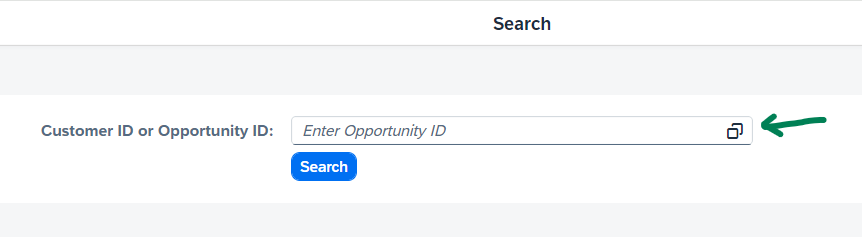 Search
Customer ID or Opportunity ID:
Enter Opportunity ID
Search